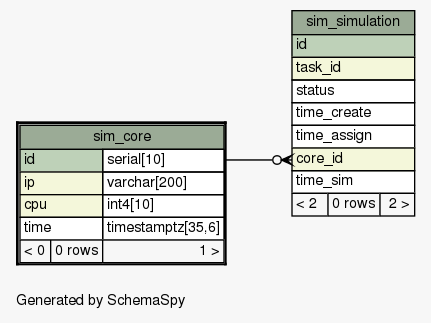 sim_simulation
id
task_id
status
time_create
time_assign
core_id
time_sim
< 2 0 rows 2 >
sim_core
id serial[10]
ip varchar[200]
cpu int4[10]
time timestamptz[35,6]
< 0 0 rows 1 >
Generated by SchemaSpy